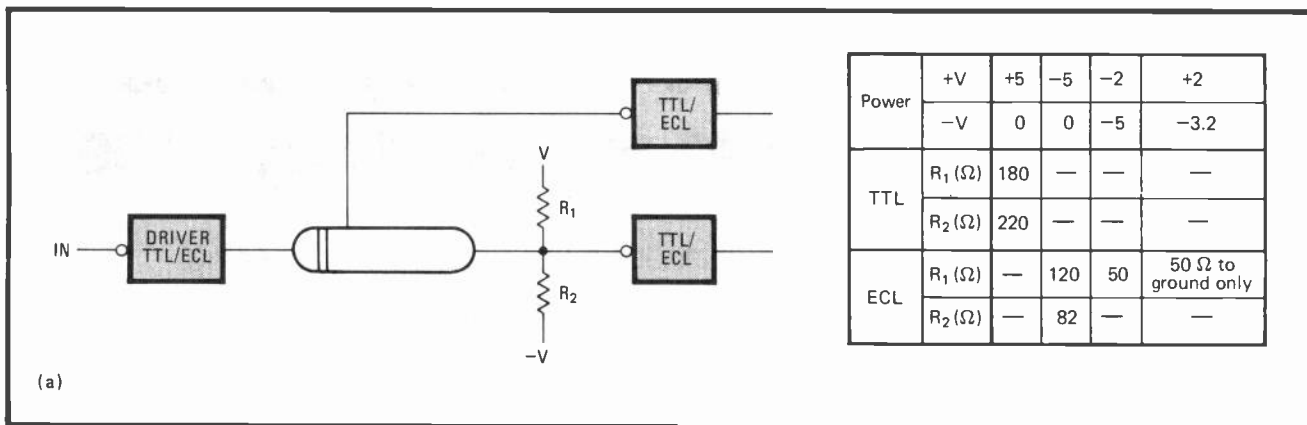 TTL/
ECL
V
R₁
IN
DRIVER
TTL/ECL
TTL/
ECL
R₂
−V
(a)
Power +V +5 −5 −2 +2
−V 0 0 −5 −3.2
TTL R₁ (Ω) 180 — — —
R₂ (Ω) 220 — — —
ECL R₁ (Ω) — 120 50 50 Ω to
ground only
R₂ (Ω) — 82 — —